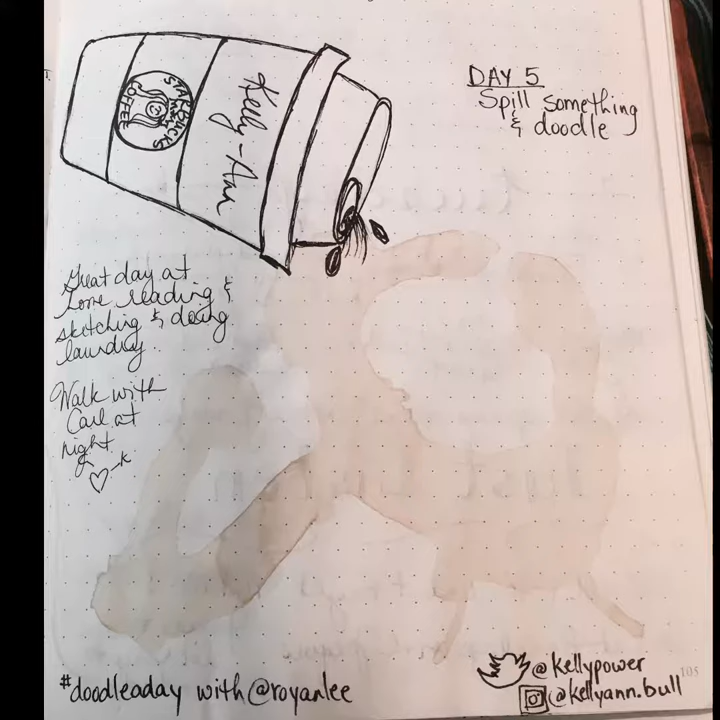 DAY 5
Spill something
& doodle
STARBUCKS
COFFEE
Kelly-Ann
Great day at
home reading &
sketching & doing
laundry.
Walk with
Carl at
night
♡ -K
#doodleaday with @royanlee
@kellypower
@kellyann.bull
105